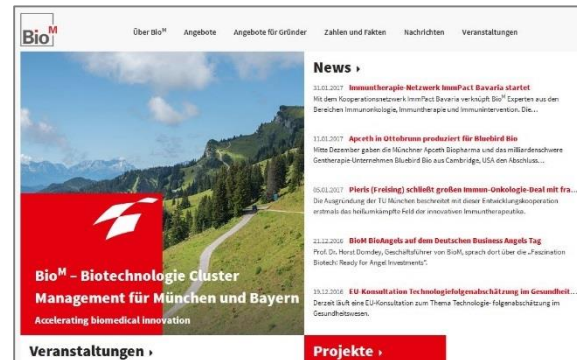 Bio^M
Über Bio^M Angebote Angebote für Gründer Zahlen und Fakten Nachrichten Veranstaltungen
News ›
31.01.2017 Immuntherapie-Netzwerk ImmPact Bavaria startet
Mit dem Kooperationsnetzwerk ImmPact Bavaria verknüpft Bio^M Experten aus den
Bereichen Immunonkologie, Immuntherapie und Immunintervention. Die...
11.01.2017 Apceth in Ottobrunn produziert für Bluebird Bio
Mitte Dezember gaben die Münchner Apceth Biopharma und das milliardenschwere
Gentherapie-Unternehmen Bluebird Bio aus Cambridge, USA den Abschluss...
05.01.2017 Pieris (Freising) schließt großen Immun-Onkologie-Deal mit fra...
Die Ausgründung der TU München beschreitet mit dieser Entwicklungskooperation
erstmals das heißumkämpfte Feld der innovativen Immuntherapeutika.
21.12.2016 BioM BioAngels auf dem Deutschen Business Angels Tag
Prof. Dr. Horst Domdey, Geschäftsführer von BioM, sprach dort über die „Faszination
Biotech: Ready for Angel Investments“.
19.12.2016 EU-Konsultation Technologiefolgenabschätzung im Gesundheit...
Derzeit läuft eine EU-Konsultation zum Thema Technologie- folgenabschätzung im
Gesundheitswesen.
Bio^M – Biotechnologie Cluster
Management für München und Bayern
Accelerating biomedical innovation
Veranstaltungen ›
Projekte ›